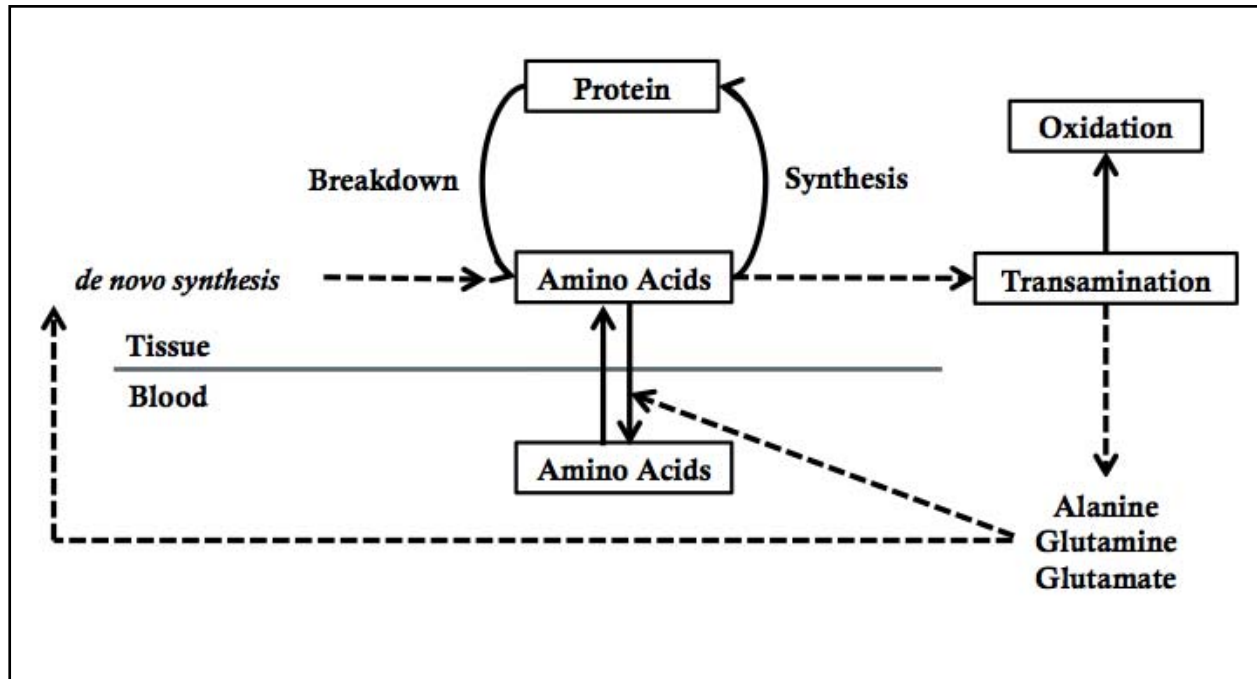 Protein
Oxidation
Breakdown
Synthesis
de novo synthesis
Amino Acids
Transamination
Tissue
Blood
Amino Acids
Alanine
Glutamine
Glutamate